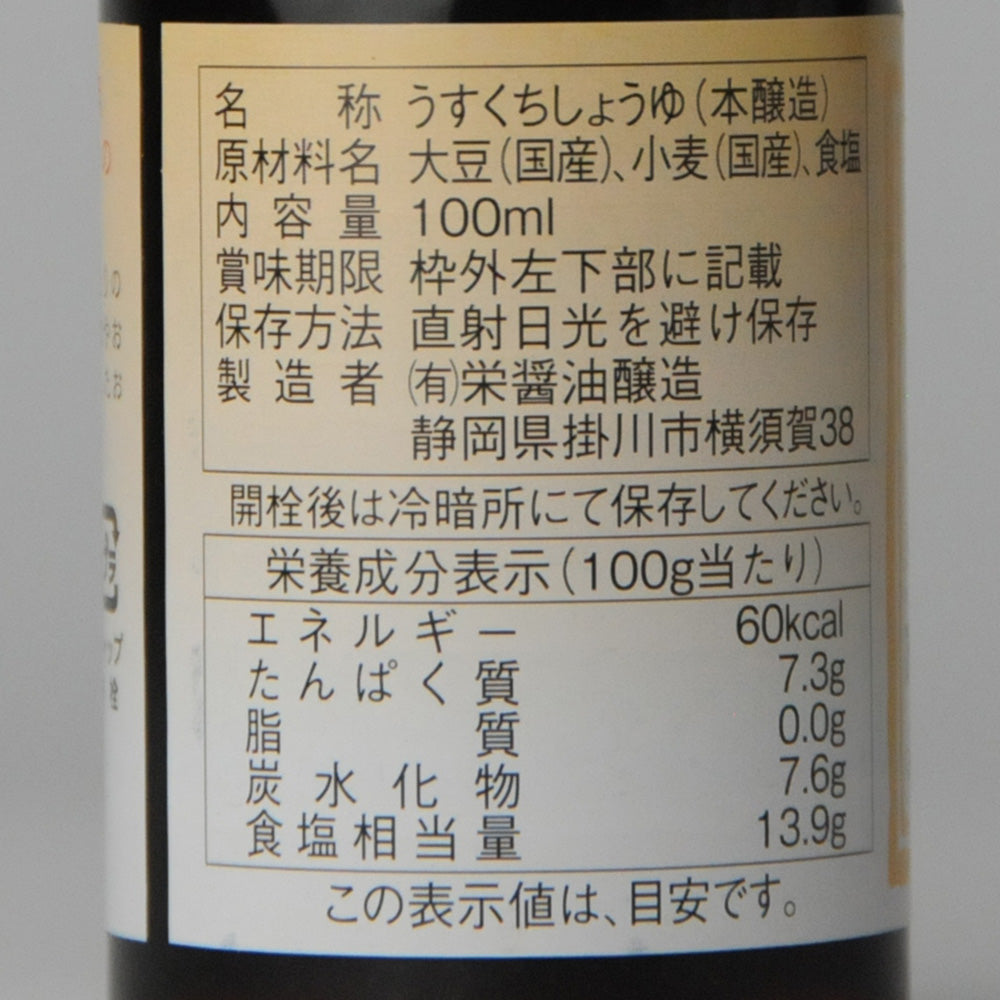 名称 うすくちしょうゆ（本醸造）
原材料名 大豆（国産）、小麦（国産）、食塩
内容量 100ml
賞味期限 枠外左下部に記載
保存方法 直射日光を避け保存
製造者 ㈲栄醤油醸造
静岡県掛川市横須賀38
開栓後は冷暗所にて保存してください。
栄養成分表示（100g当たり）
エネルギー 60kcal
たんぱく質 7.3g
脂質 0.0g
炭水化物 7.6g
食塩相当量 13.9g
この表示値は、目安です。